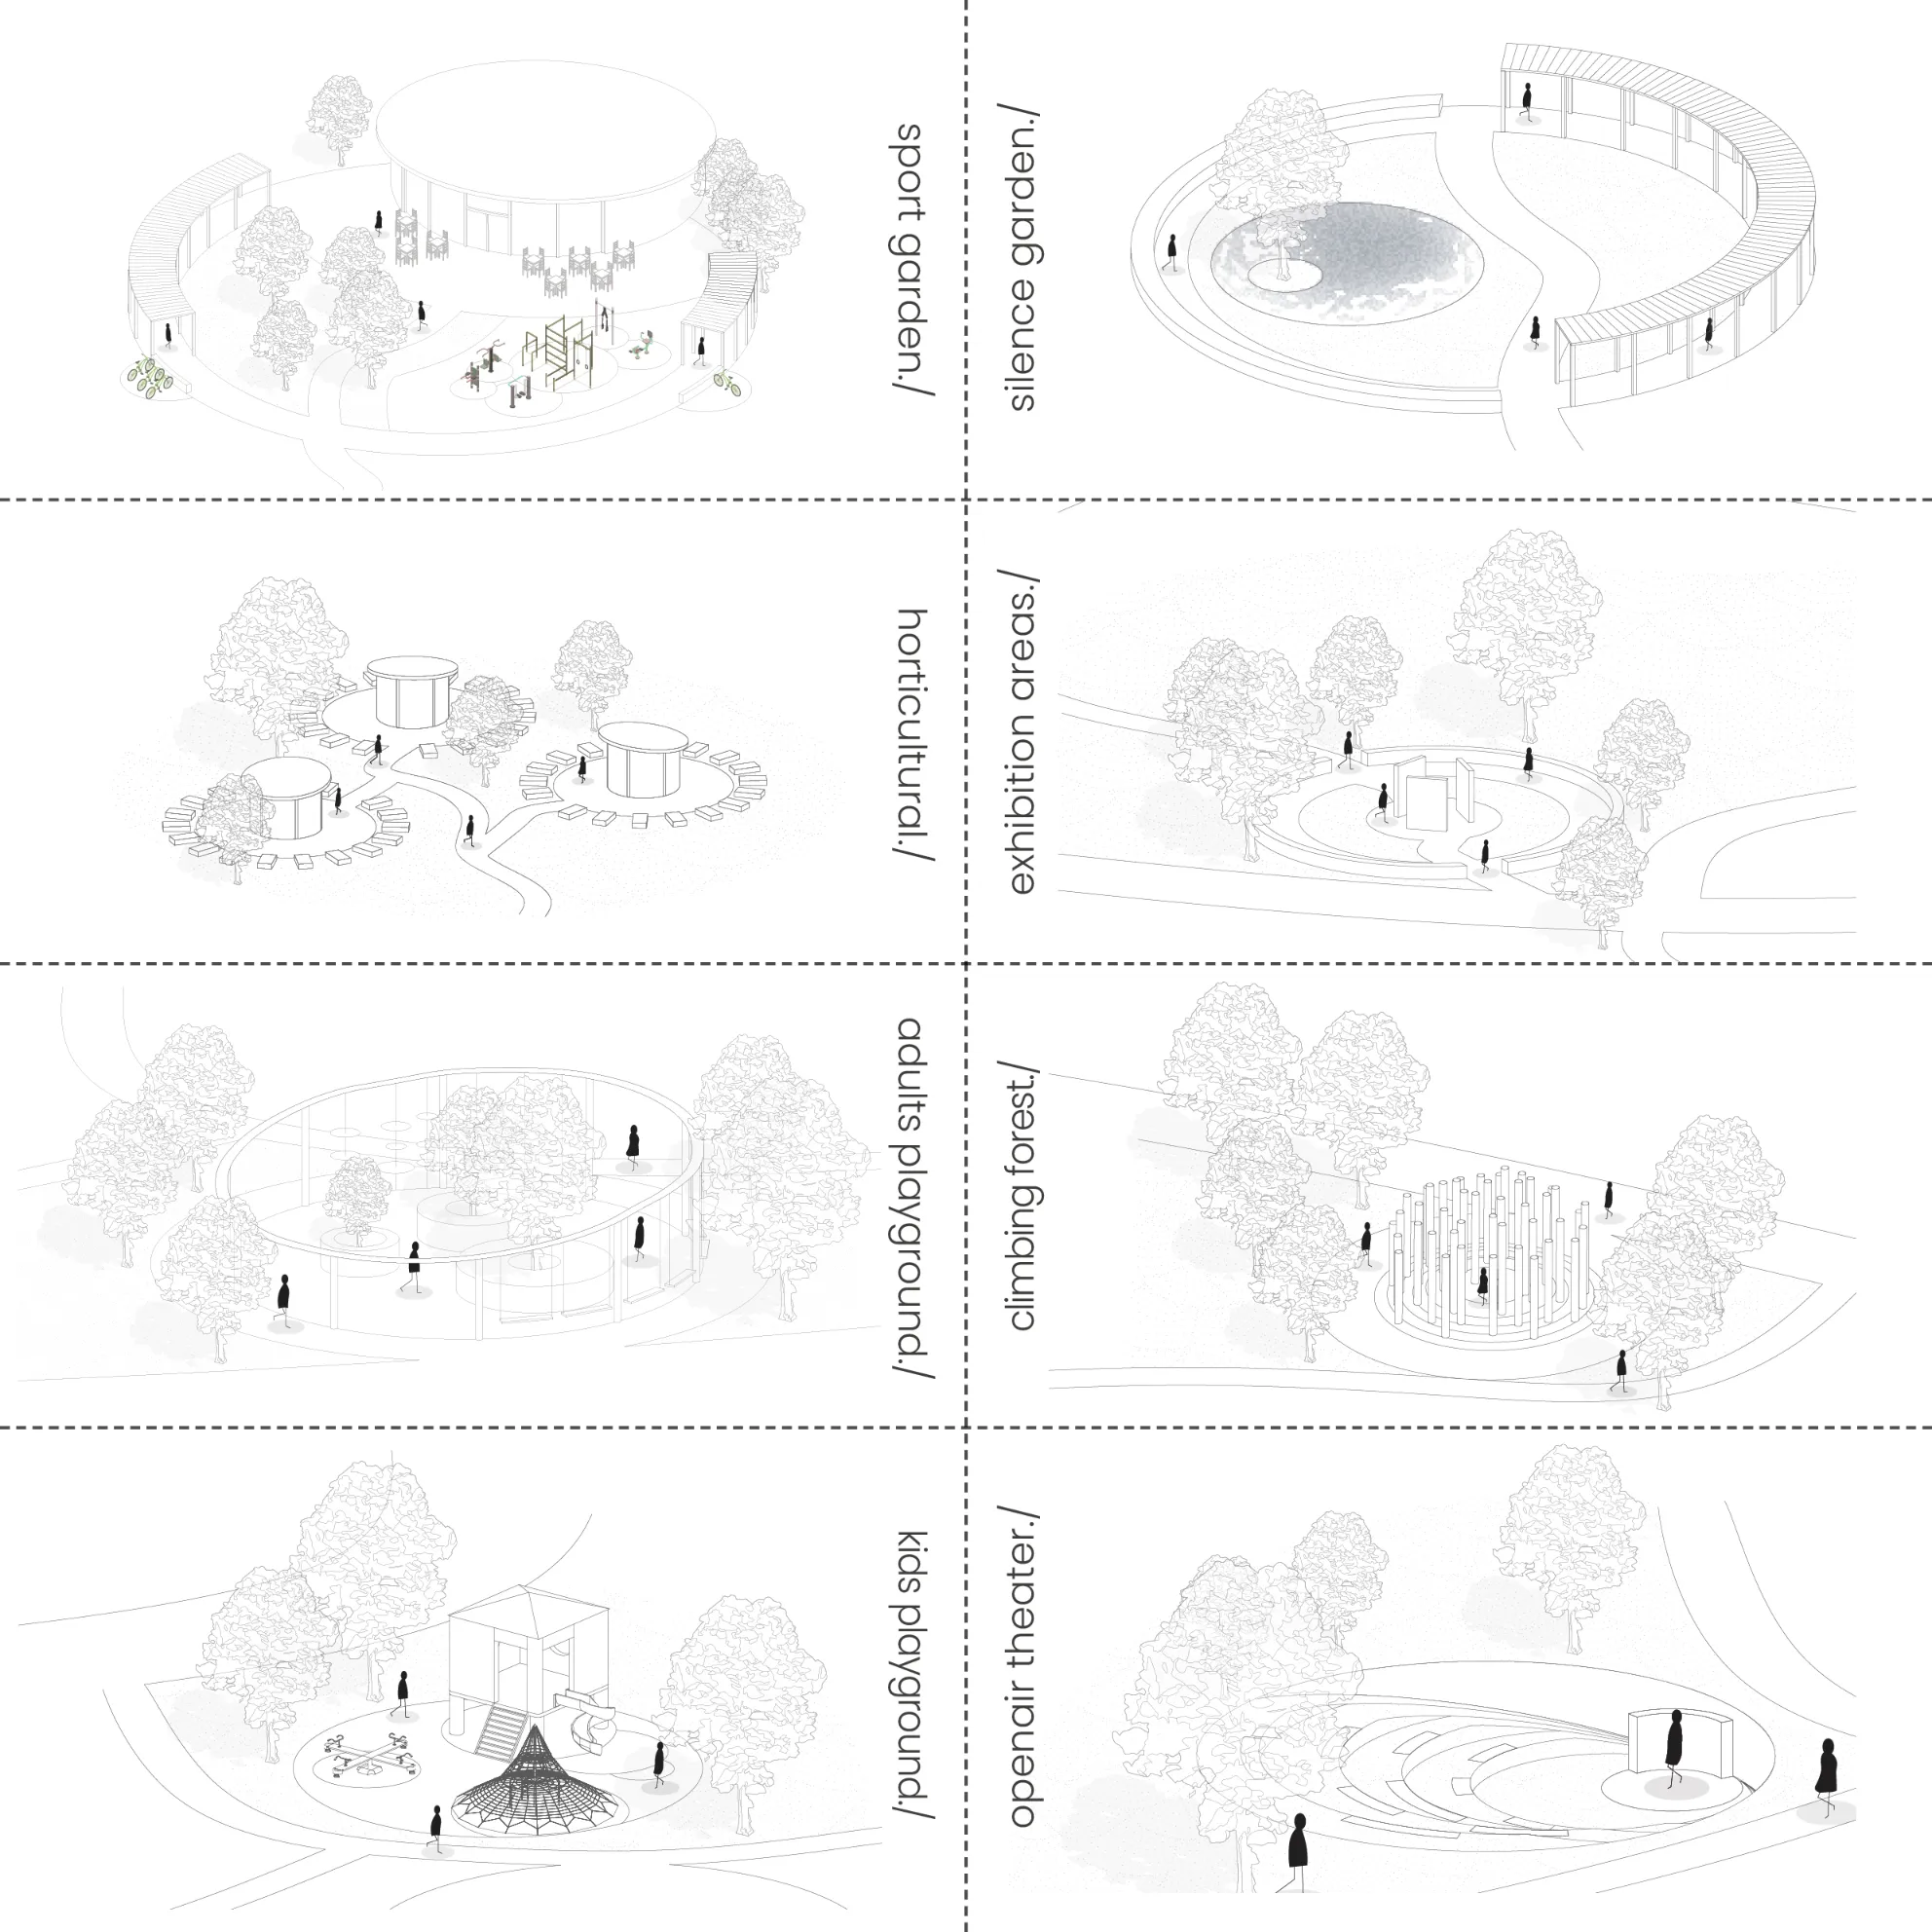 sport garden./
silence garden./
horticultural./
exhibition areas./
adults playground./
climbing forest./
kids playground./
openair theater./